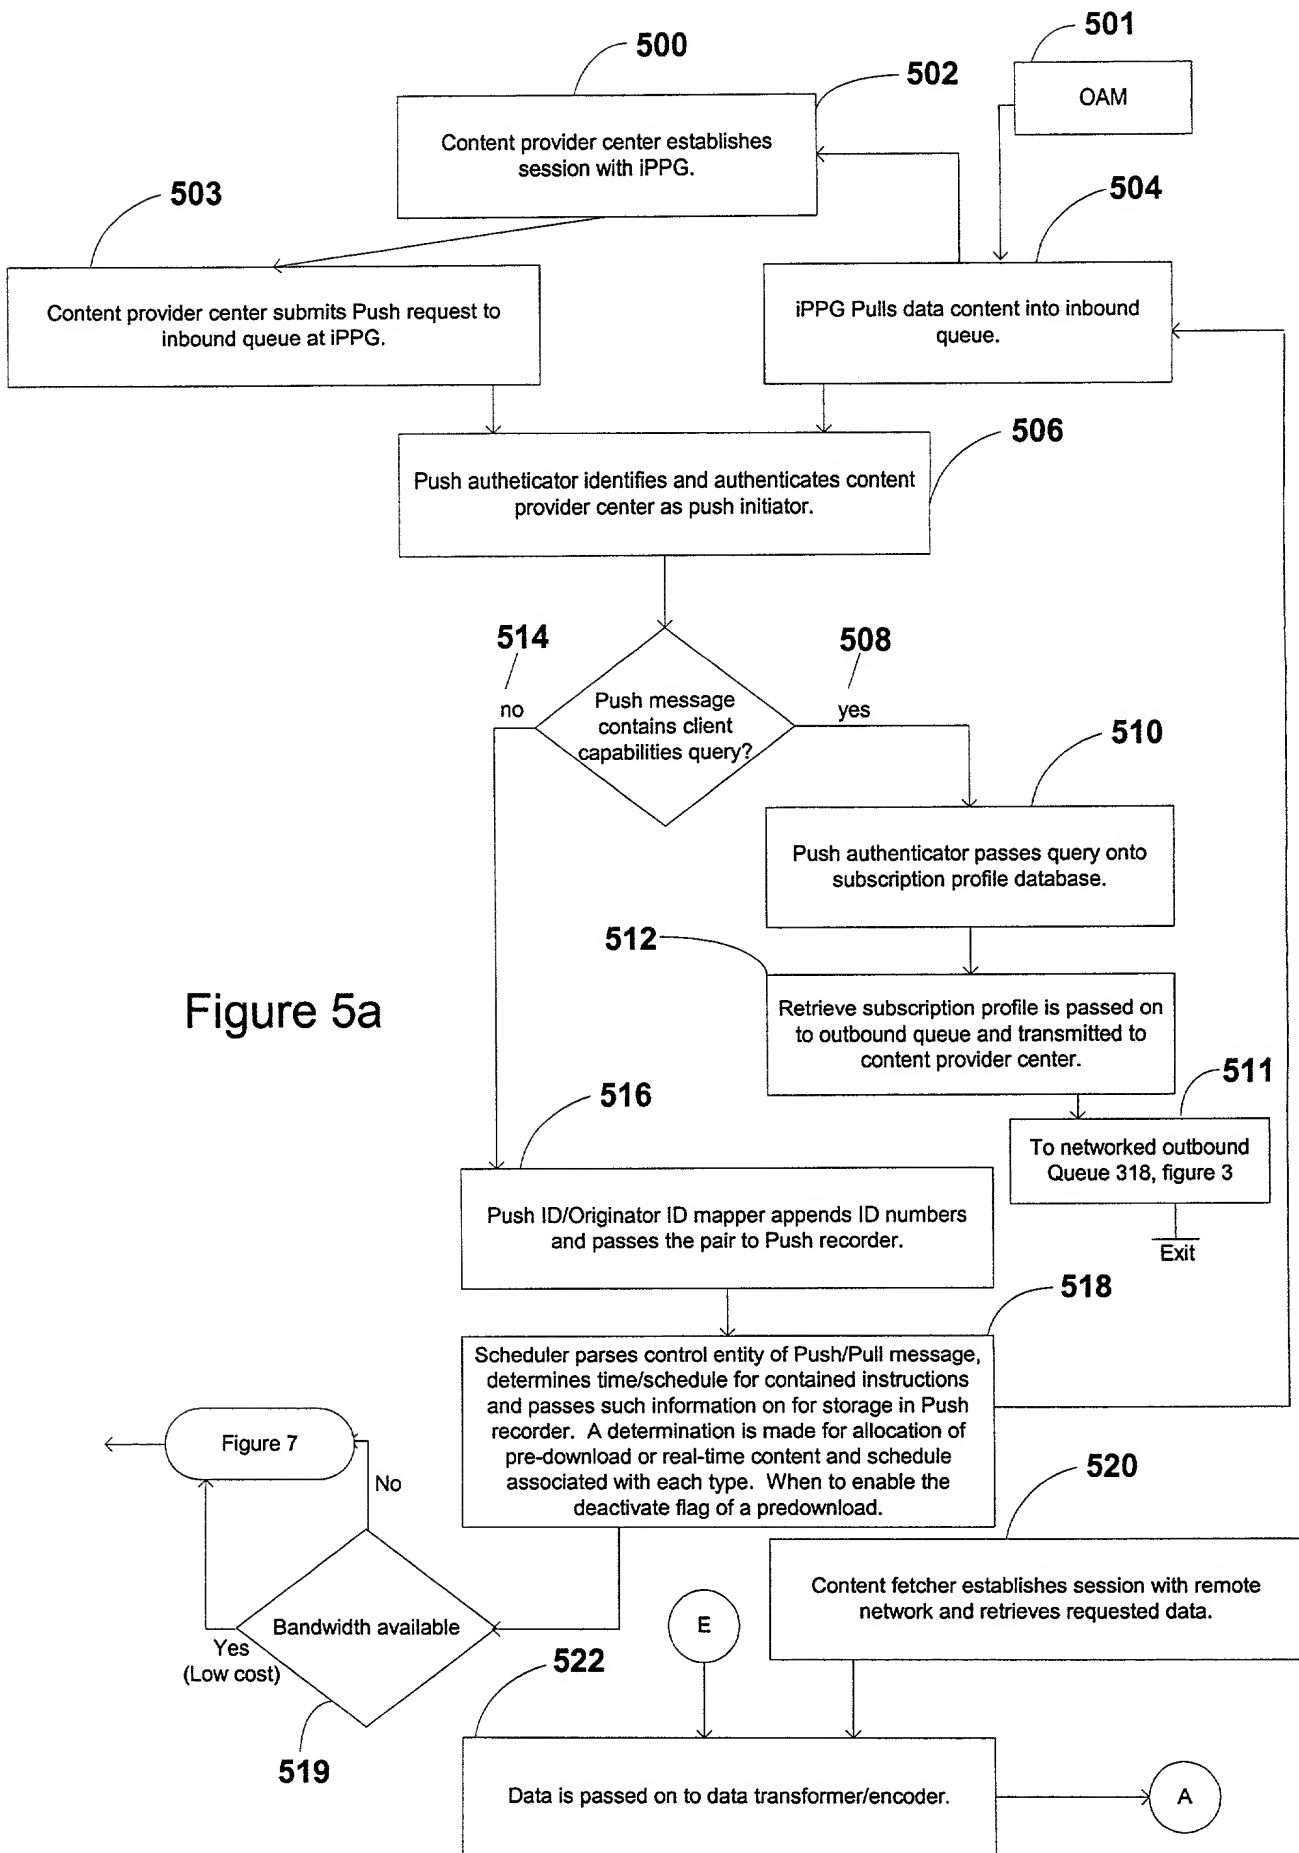 500
501
502
OAM
Content provider center establishes
session with iPPG.
503
504
Content provider center submits Push request to
inbound queue at iPPG.
iPPG Pulls data content into inbound
queue.
506
Push autheticator identifies and authenticates content
provider center as push initiator.
514
508
no
yes
Push message
contains client
capabilities query?
510
Push authenticator passes query onto
subscription profile database.
512
Figure 5a
Retrieve subscription profile is passed on
to outbound queue and transmitted to
content provider center.
511
To networked outbound
Queue 318, figure 3
Exit
516
Push ID/Originator ID mapper appends ID numbers
and passes the pair to Push recorder.
518
Scheduler parses control entity of Push/Pull message,
determines time/schedule for contained instructions
and passes such information on for storage in Push
recorder. A determination is made for allocation of
pre-download or real-time content and schedule
associated with each type. When to enable the
deactivate flag of a predownload.
Figure 7
No
520
Content fetcher establishes session with remote
network and retrieves requested data.
Bandwidth available
Yes
(Low cost)
519
E
522
Data is passed on to data transformer/encoder.
A